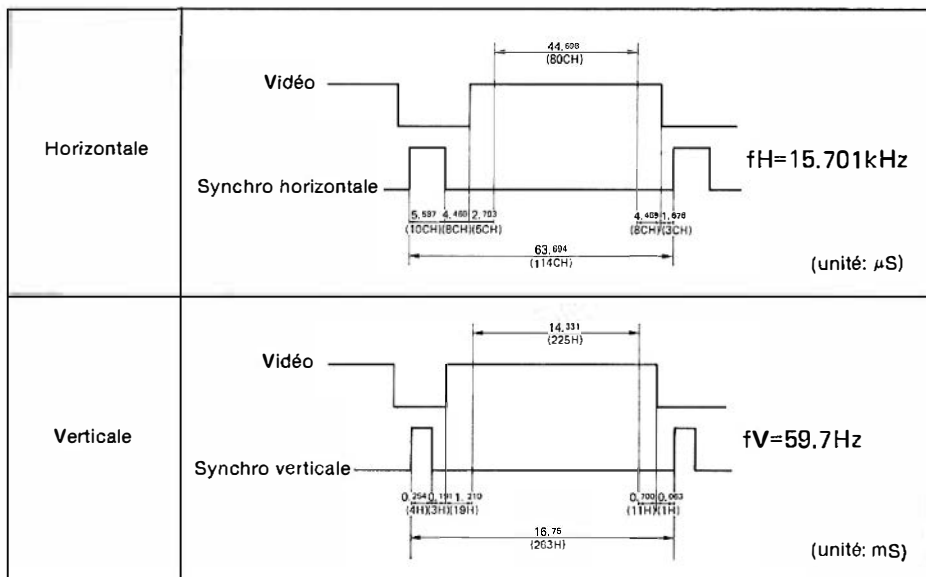 Horizontale
44,698
(80CH)
Vidéo
Synchro horizontale
fH=15.701kHz
5,587 4,469 2,793
(10CH)(8CH)(5CH)
4,469 1,676
(8CH)(3CH)
63,694
(114CH)
(unité: µS)
Verticale
14,331
(225H)
Vidéo
Synchro verticale
fV=59.7Hz
0,254 0,191 1,210
(4H)(3H)(19H)
0,700 0,063
(11H)(1H)
16,75
(263H)
(unité: mS)